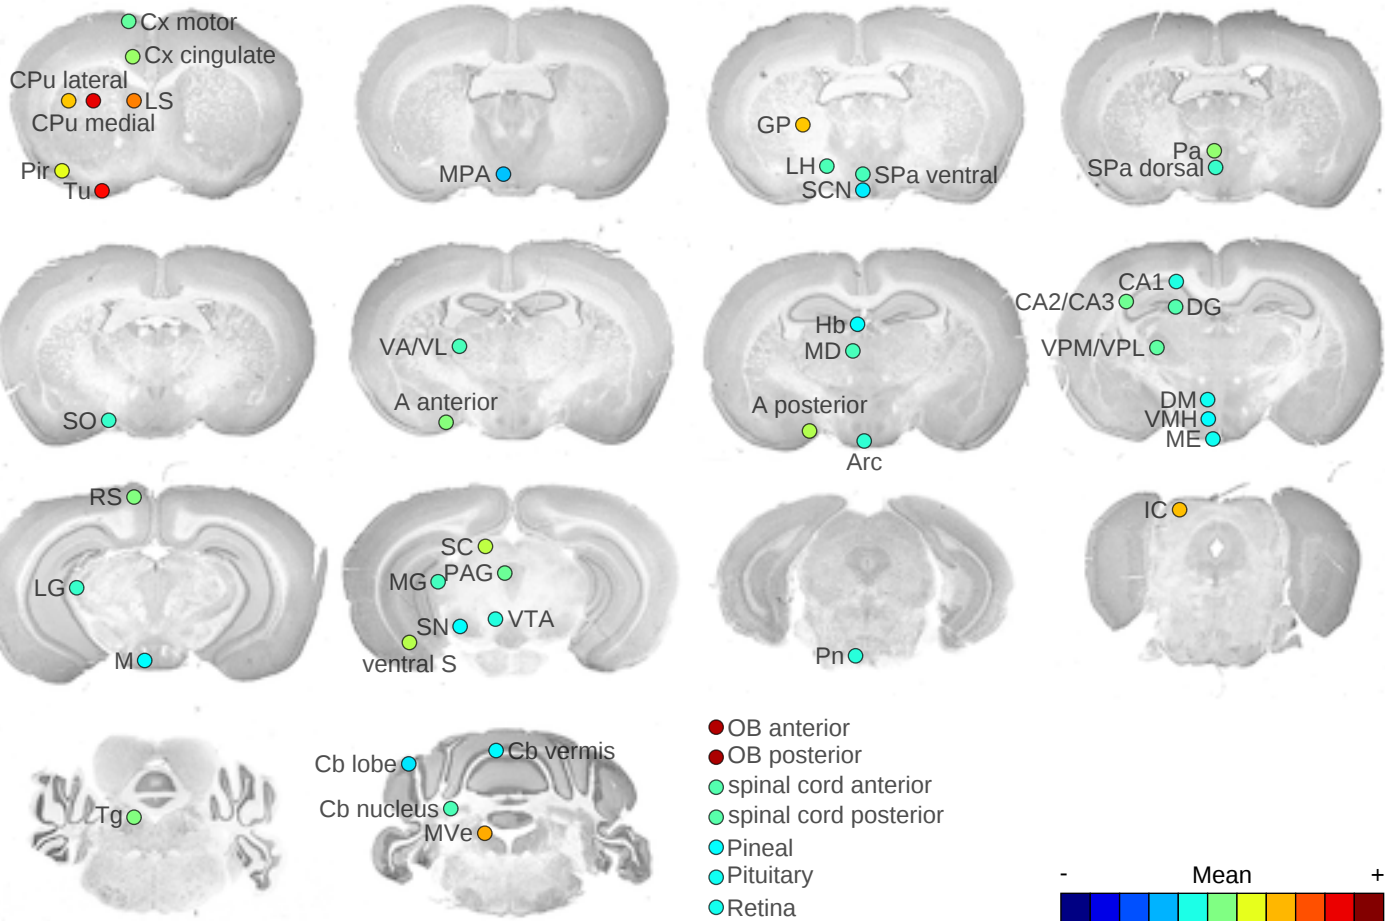 Cx motor
Cx cingulate
CPu lateral
LS
CPu medial
Pir
Tu
MPA
GP
LH
SPa ventral
SCN
Pa
SPa dorsal
SO
VA/VL
A anterior
Hb
MD
A posterior
Arc
CA1
CA2/CA3
DG
VPM/VPL
DM
VMH
ME
RS
LG
M
SC
PAG
MG
SN
VTA
ventral S
Pn
IC
Tg
Cb lobe
Cb vermis
Cb nucleus
MVe
OB anterior
OB posterior
spinal cord anterior
spinal cord posterior
Pineal
Pituitary
Retina
- Mean +